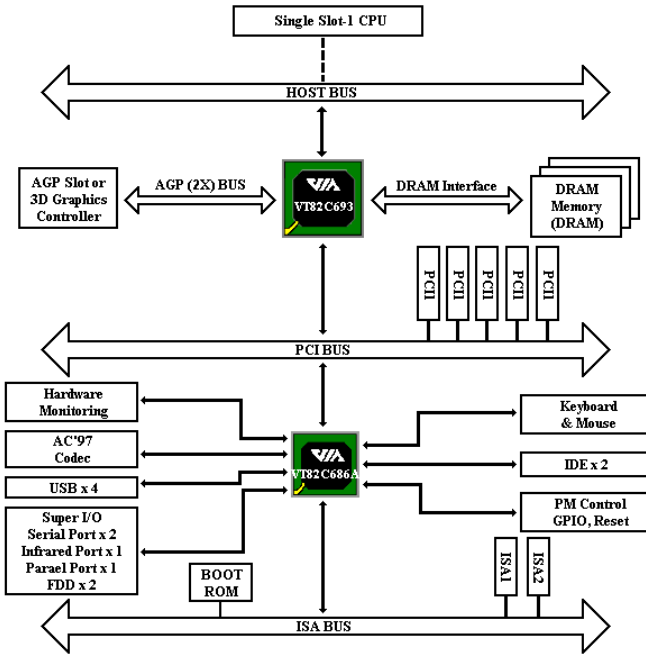 Single Slot-1 CPU
HOST BUS
AGP Slot or
3D Graphics
Controller
AGP (2X) BUS
VIA
VT82C693
DRAM Interface
DRAM
Memory
(DRAM)
PCI1
PCI1
PCI1
PCI1
PCI1
PCI BUS
Hardware
Monitoring
AC'97
Codec
USB x 4
Super I/O
Serial Port x 2
Infrared Port x 1
Parael Port x 1
FDD x 2
VIA
VT82C686A
Keyboard
& Mouse
IDE x 2
PM Control
GPIO, Reset
BOOT
ROM
ISA1
ISA2
ISA BUS